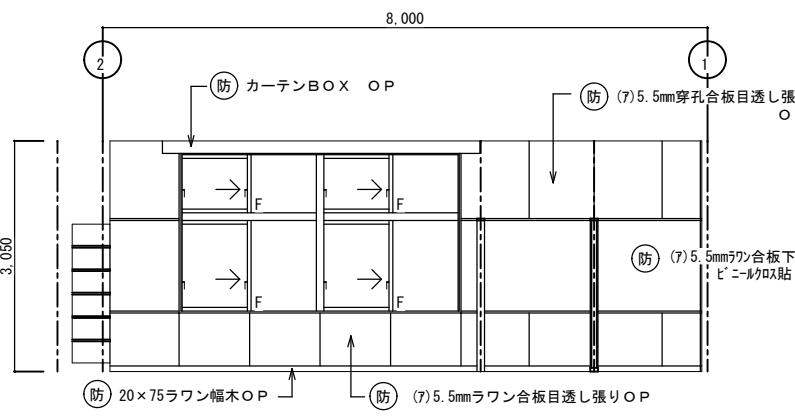 8,000
2
1
防 カーテンBOX OP
防 (ｱ)5.5mm穿孔合板目透し張
O
3,050
F
F
防 (ｱ)5.5mmラワン合板下
ﾋﾞﾆｰﾙｸﾛｽ貼
F
F
防 20×75ラワン幅木OP
防 (ｱ)5.5mmラワン合板目透し張りOP